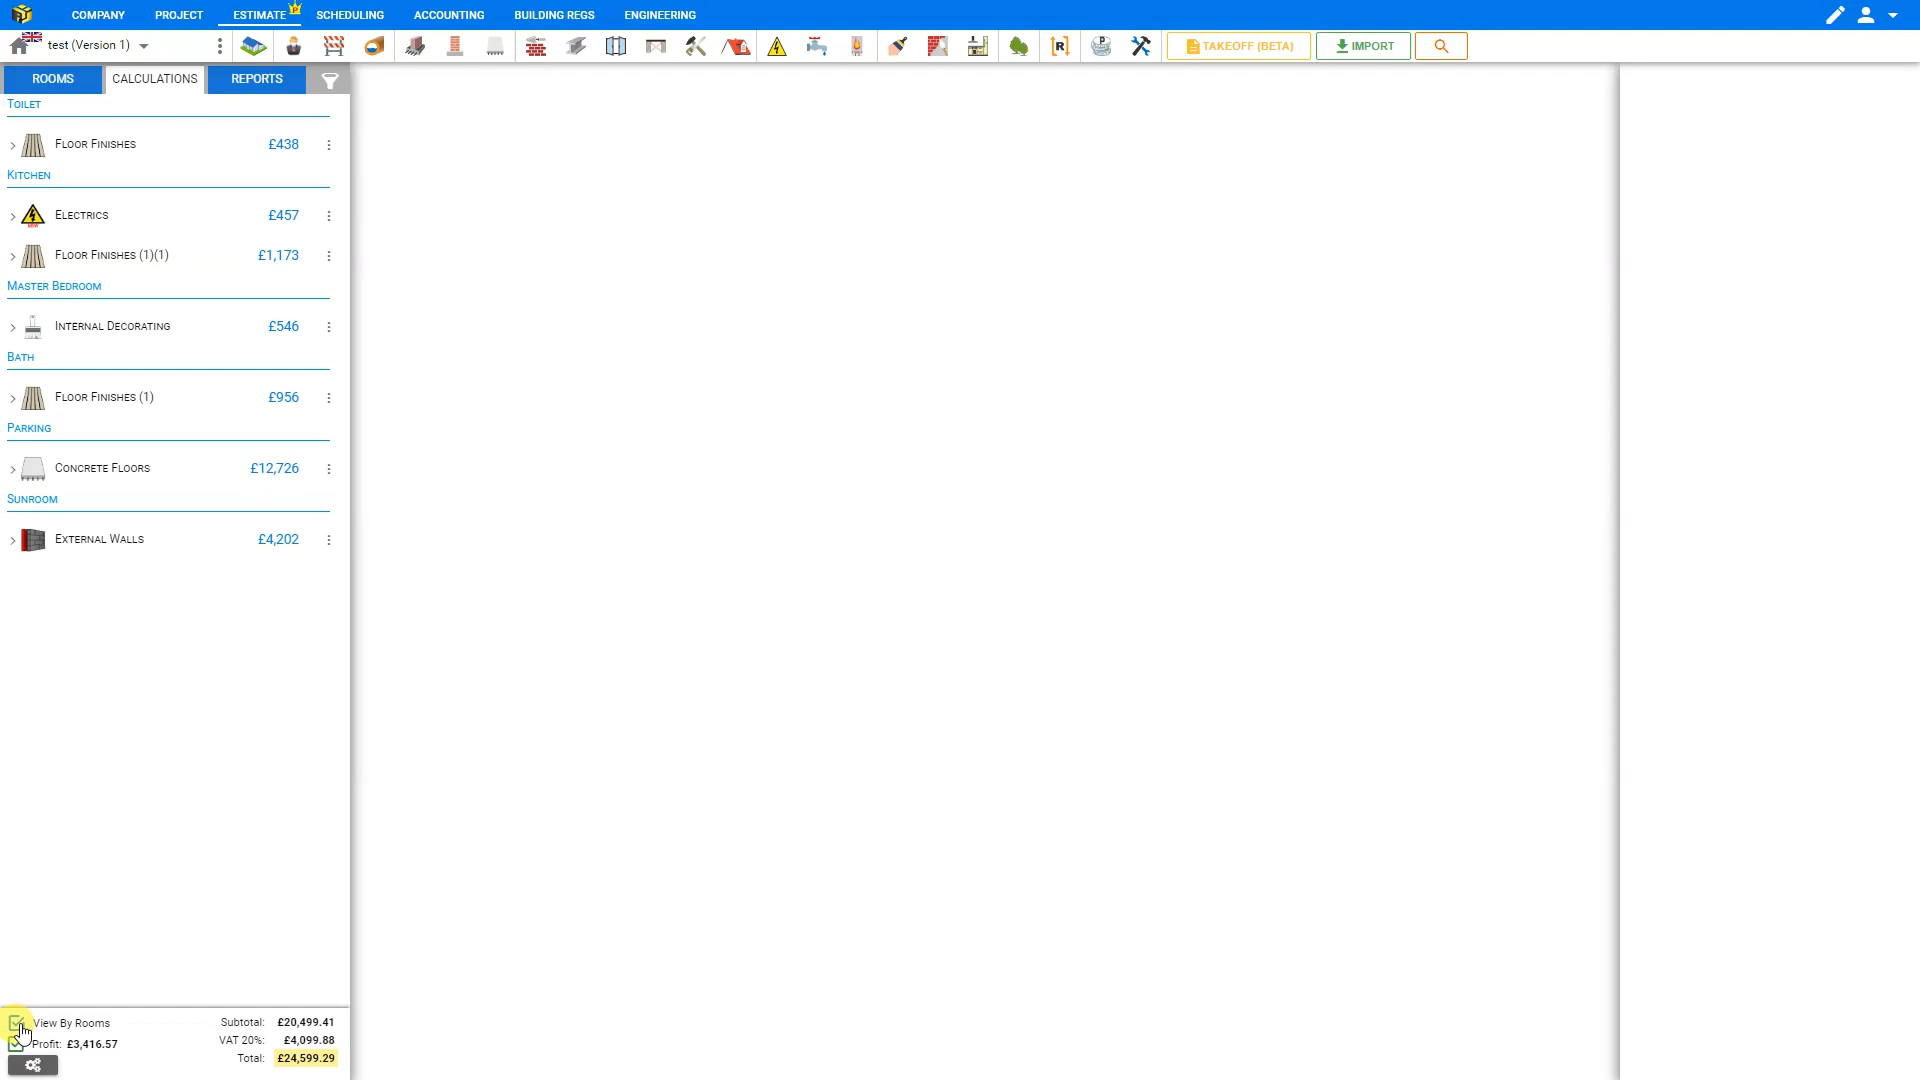 COMPANY PROJECT ESTIMATE SCHEDULING ACCOUNTING BUILDING REGS ENGINEERING
test (Version 1) TAKEOFF (BETA) IMPORT
ROOMS CALCULATIONS REPORTS
Toilet
Floor Finishes £438
Kitchen
Electrics £457
Floor Finishes (1)(1) £1,173
Master Bedroom
Internal Decorating £546
Bath
Floor Finishes (1) £956
Parking
Concrete Floors £12,726
Sunroom
External Walls £4,202
View By Rooms Subtotal: £20,499.41
VAT 20%: £4,099.88
Profit: £3,416.57
Total: £24,599.29